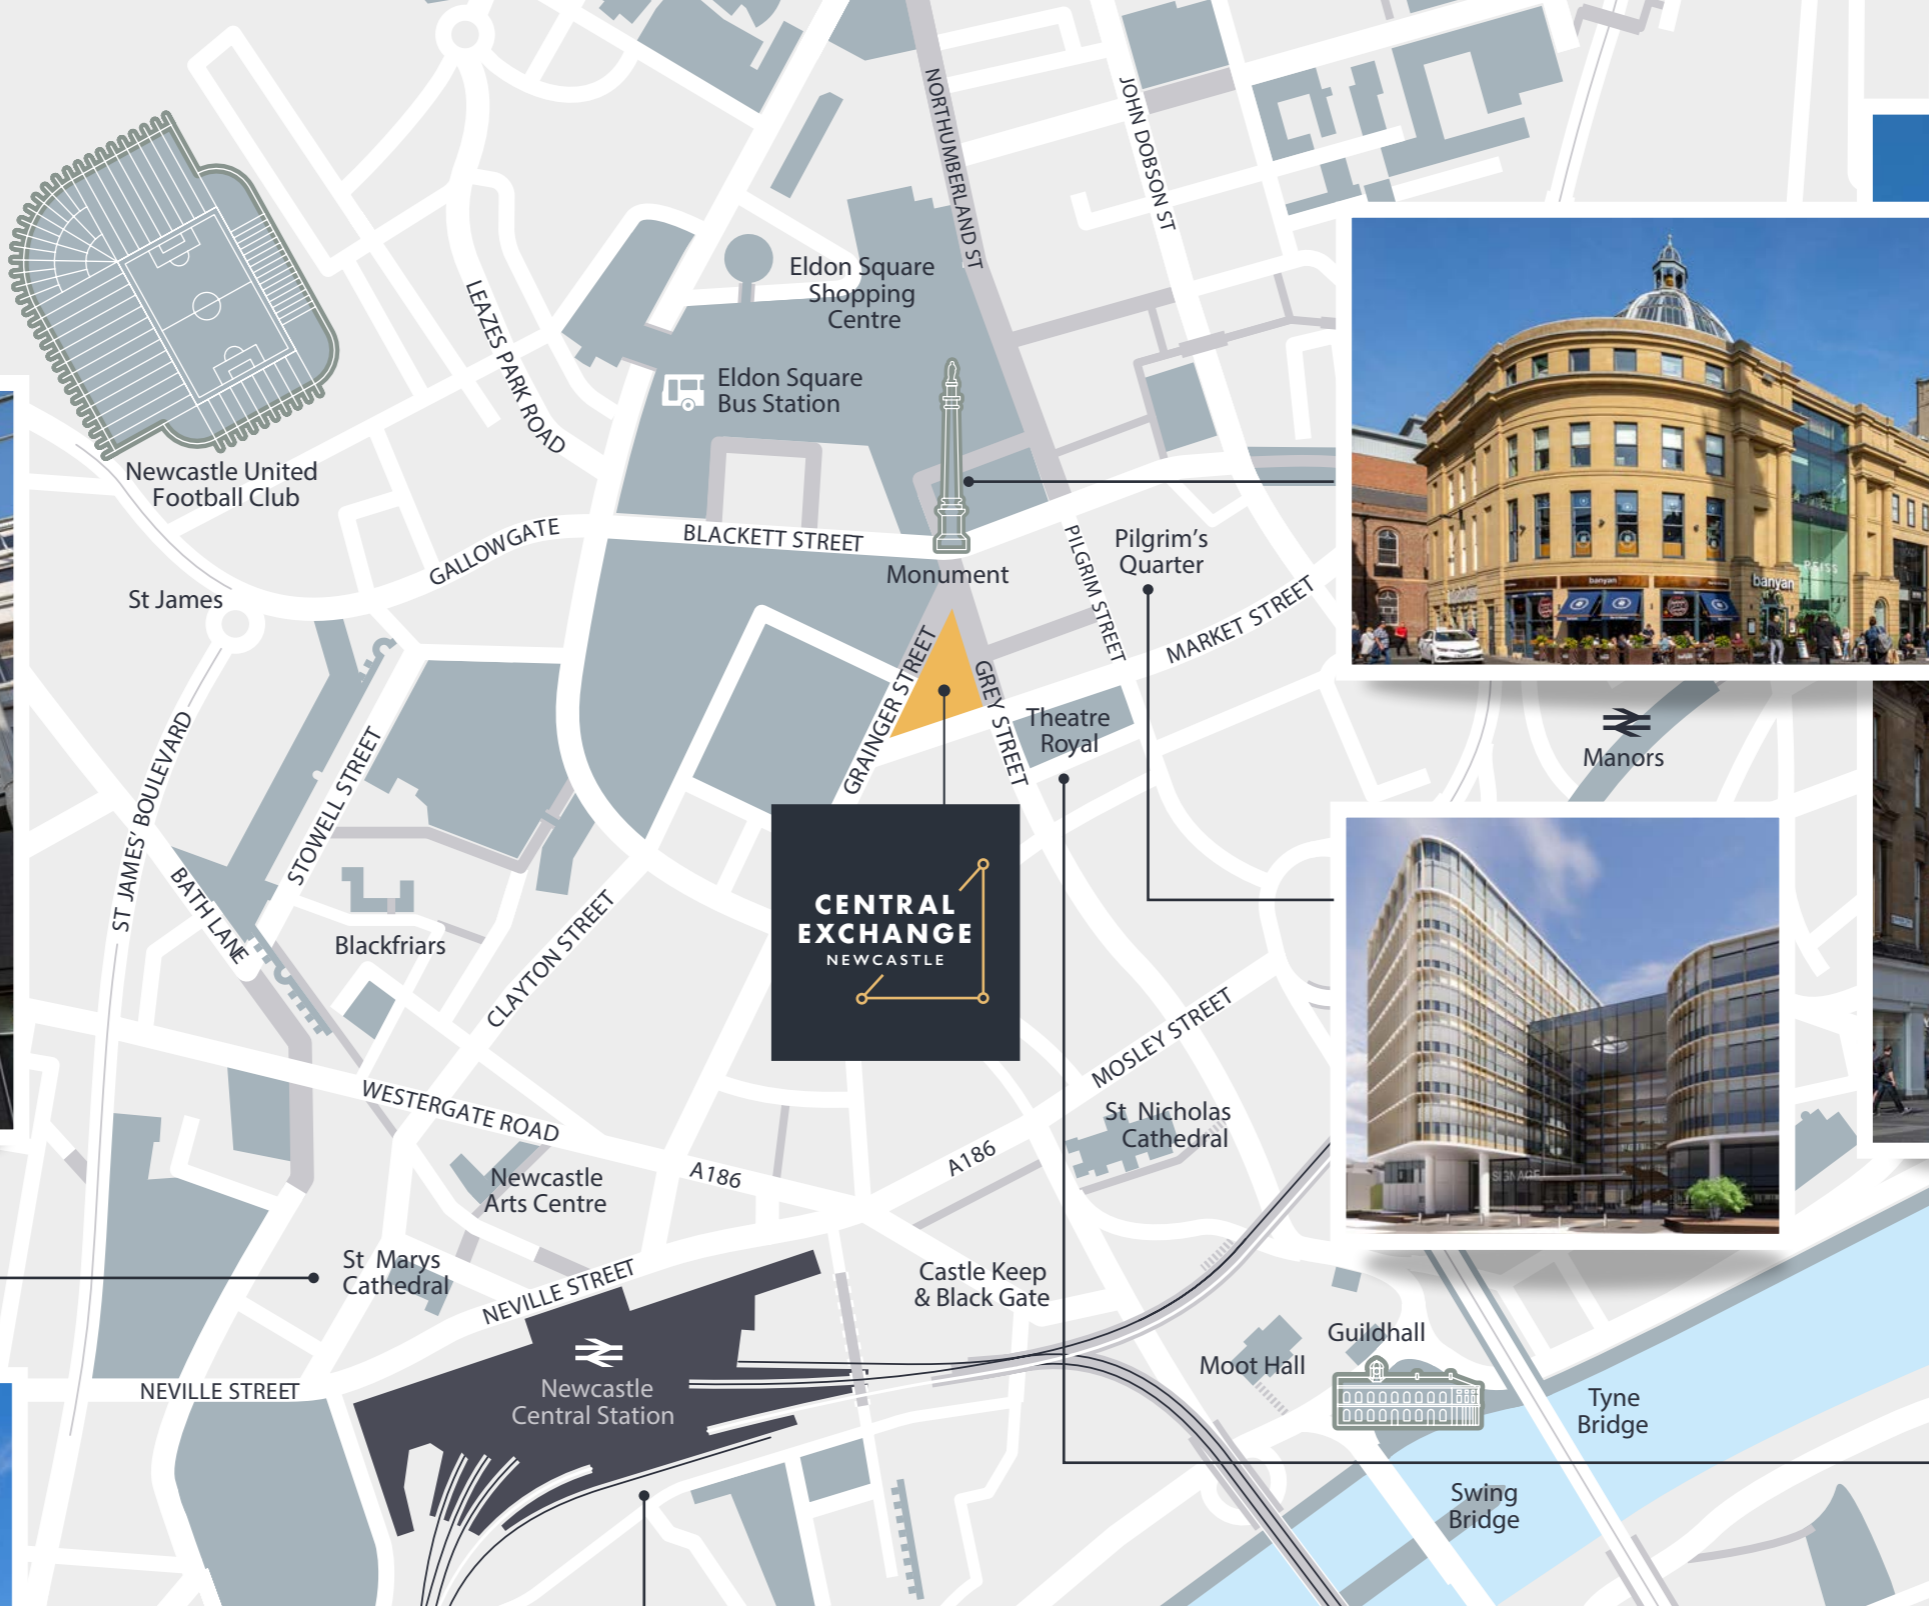 NORTHUMBERLAND ST
JOHN DOBSON ST
Eldon Square
Shopping
Centre
LEAZES PARK ROAD
Eldon Square
Bus Station
Newcastle United
Football Club
GALLOWGATE
BLACKETT STREET
Monument
PILGRIM STREET
Pilgrim's
Quarter
MARKET STREET
banyan
banyan
REISS
St James
GRAINGER STREET
GREY STREET
Theatre
Royal
Manors
ST JAMES' BOULEVARD
STOWELL STREET
BATH LANE
Blackfriars
CLAYTON STREET
CENTRAL
EXCHANGE
NEWCASTLE
MOSLEY STREET
WESTERGATE ROAD
St Nicholas
Cathedral
A186
A186
SIGNAGE
Newcastle
Arts Centre
St Marys
Cathedral
NEVILLE STREET
Castle Keep
& Black Gate
Guildhall
Moot Hall
NEVILLE STREET
Newcastle
Central Station
Tyne
Bridge
Swing
Bridge